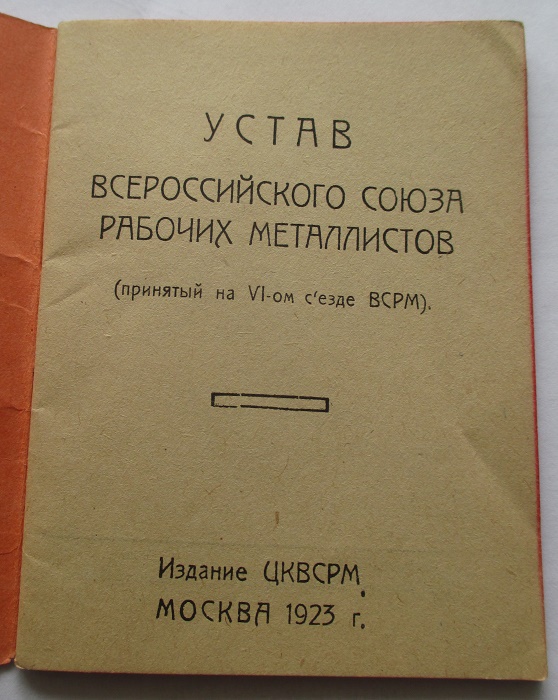 УСТАВ
ВСЕРОССИЙСКОГО СОЮЗА
РАБОЧИХ МЕТАЛЛИСТОВ
(принятый на VI-ом с'езде ВСРМ).
Издание ЦКВСРМ.
МОСКВА 1923 г.